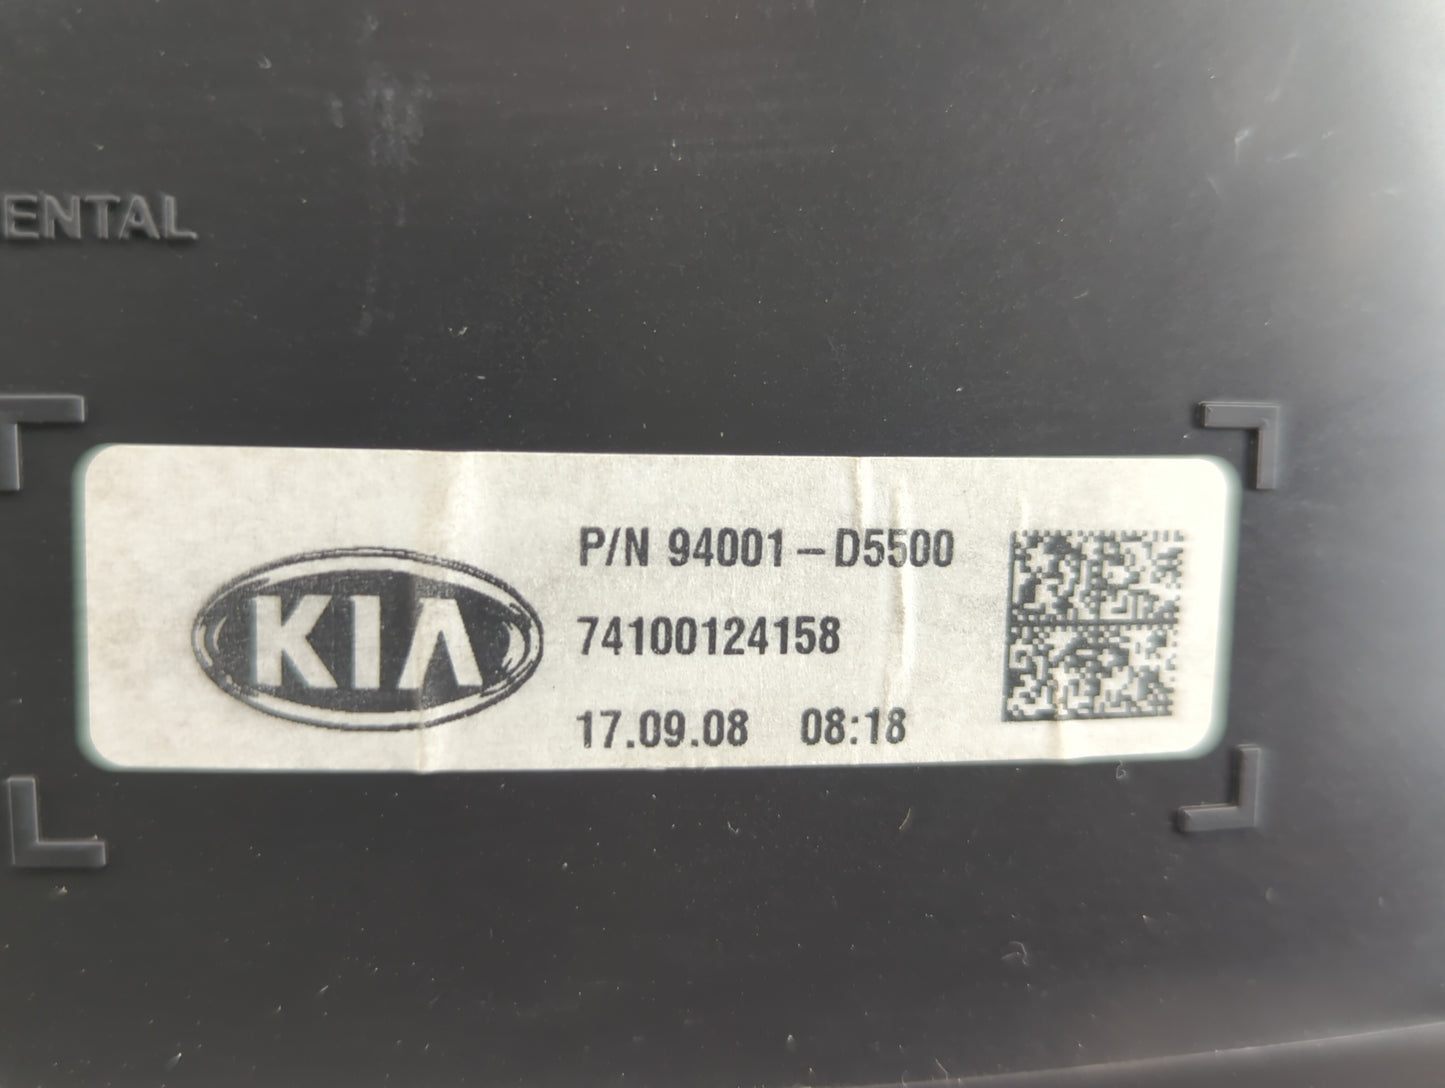 ENTAL
KIA
P/N 94001-D5500
74100124158
17.09.08 08:18